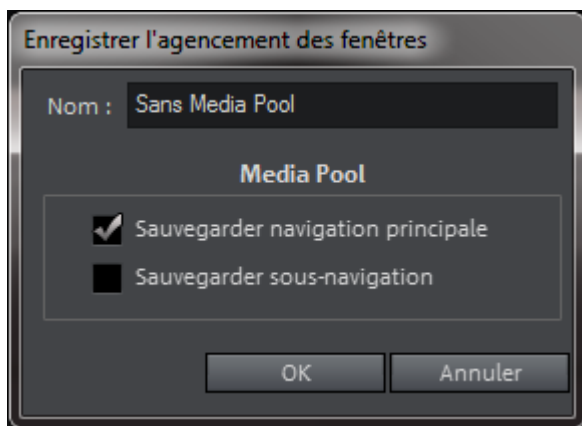 Enregistrer l'agencement des fenêtres
Nom : Sans Media Pool
Media Pool
Sauvegarder navigation principale
Sauvegarder sous-navigation
OK Annuler